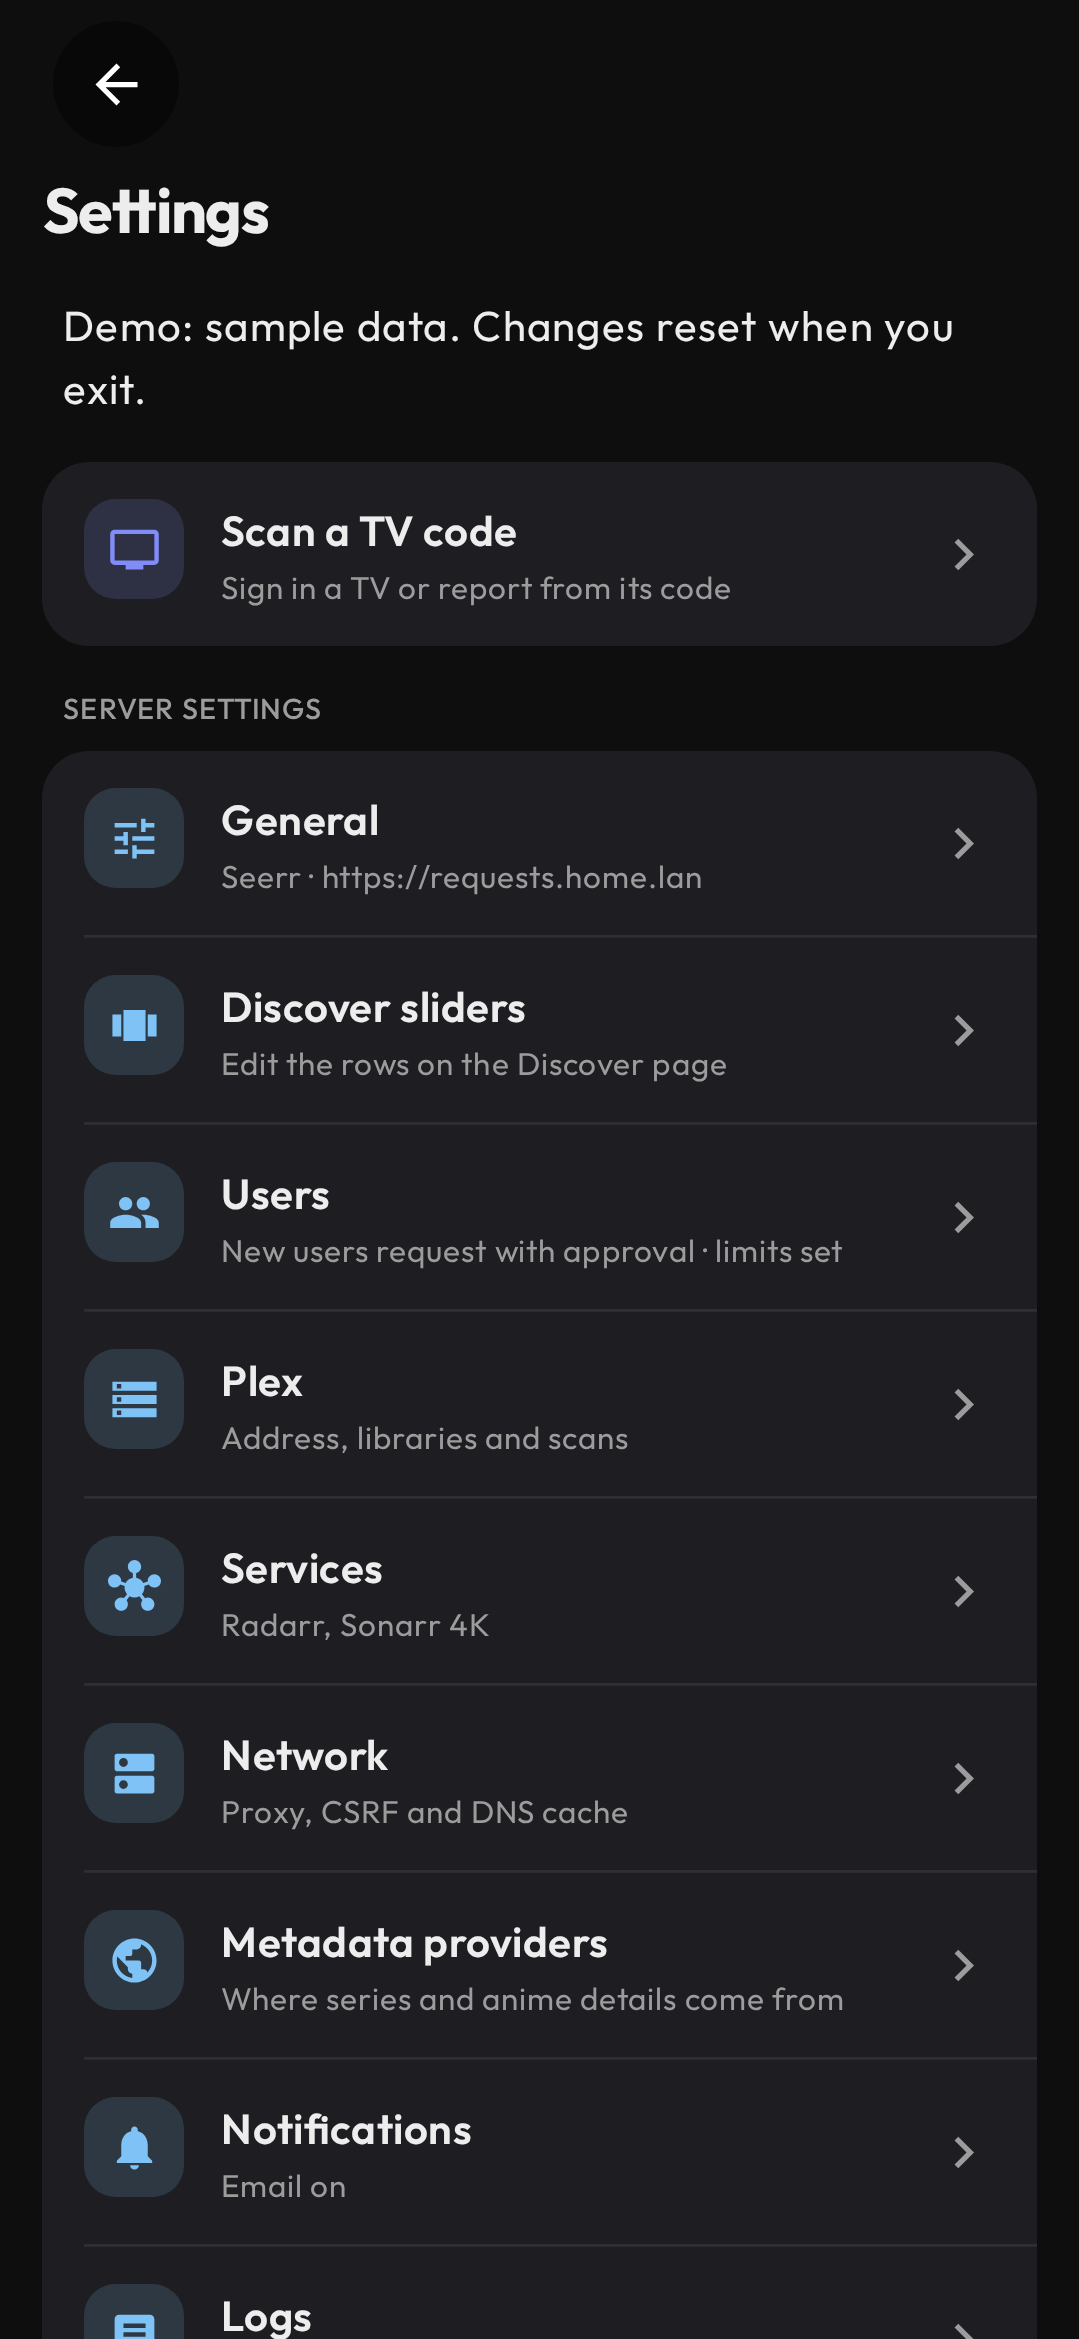 Settings
Demo: sample data. Changes reset when you
exit.
Scan a TV code
Sign in a TV or report from its code
SERVER SETTINGS
General
Seerr · https://requests.home.lan
Discover sliders
Edit the rows on the Discover page
Users
New users request with approval · limits set
Plex
Address, libraries and scans
Services
Radarr, Sonarr 4K
Network
Proxy, CSRF and DNS cache
Metadata providers
Where series and anime details come from
Notifications
Email on
Logs